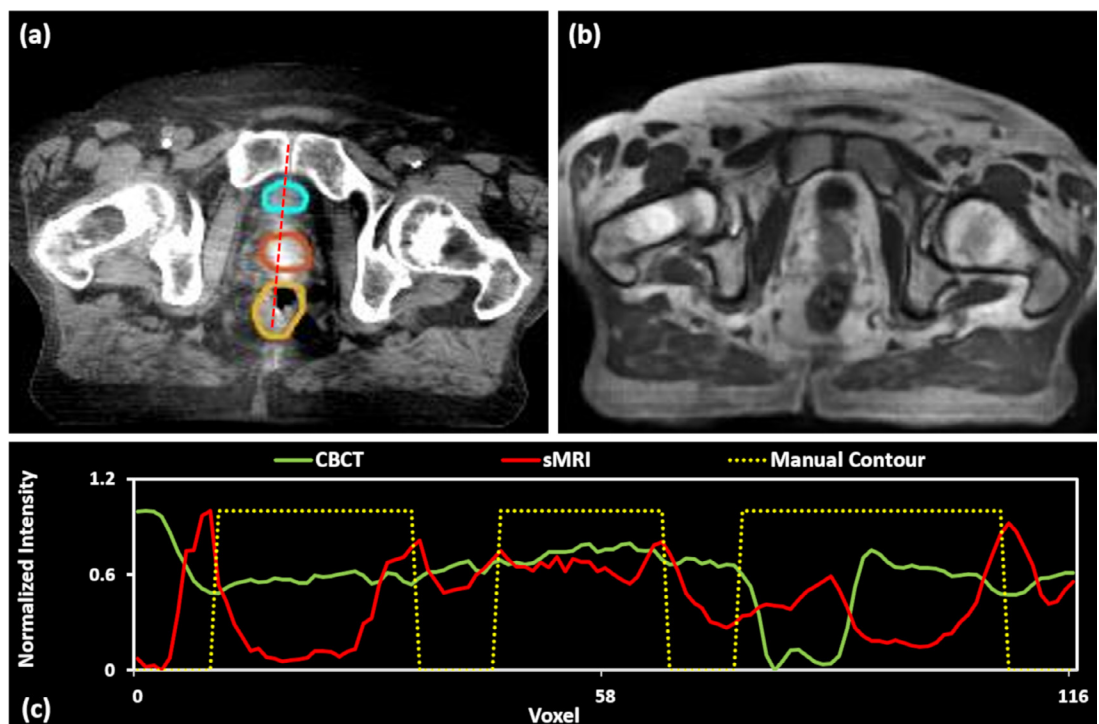 (a)
(b)
CBCT sMRI Manual Contour
1.2
0.6
0
Normalized Intensity
0 58 116
Voxel
(c)